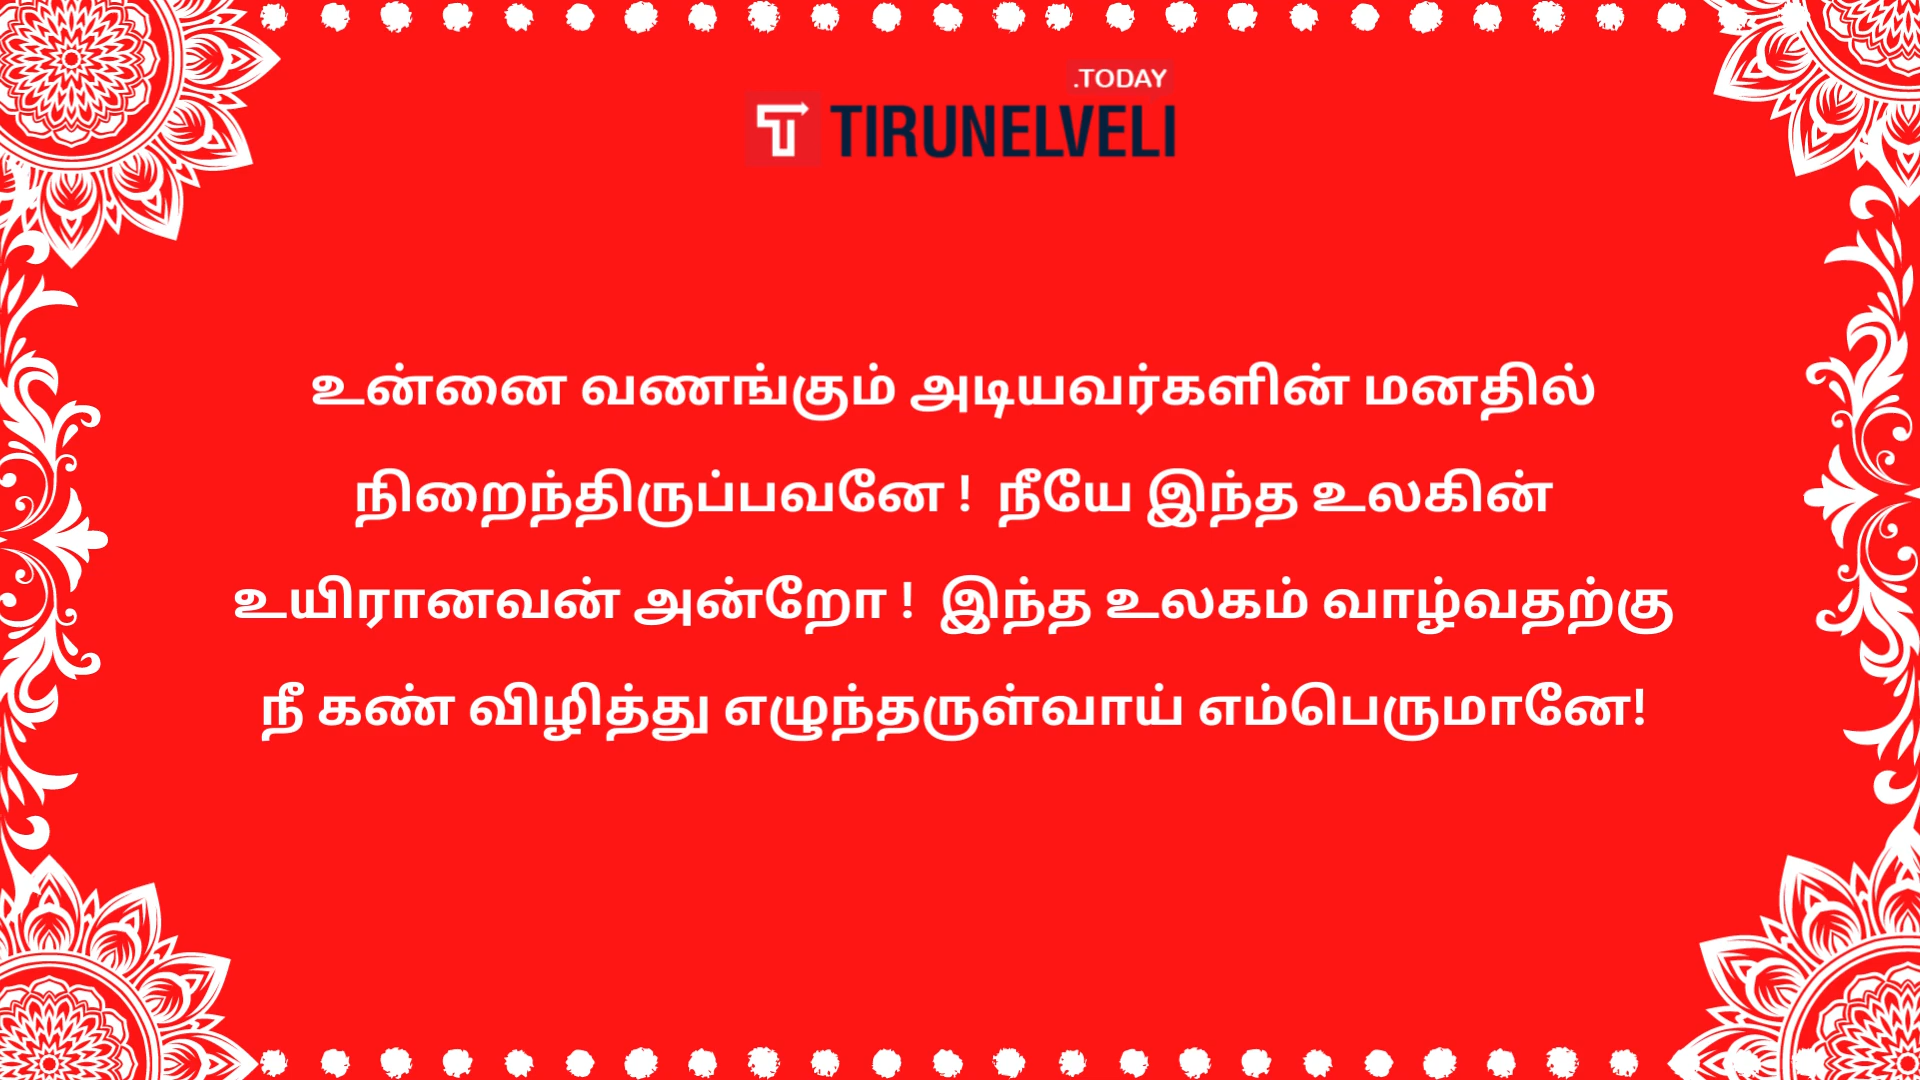 .TODAY
TIRUNELVELI
உன்னை வணங்கும் அடியவர்களின் மனதில்
நிறைந்திருப்பவனே ! நீயே இந்த உலகின்
உயிரானவன் அன்றோ ! இந்த உலகம் வாழ்வதற்கு
நீ கண் விழித்து எழுந்தருள்வாய் எம்பெருமானே!